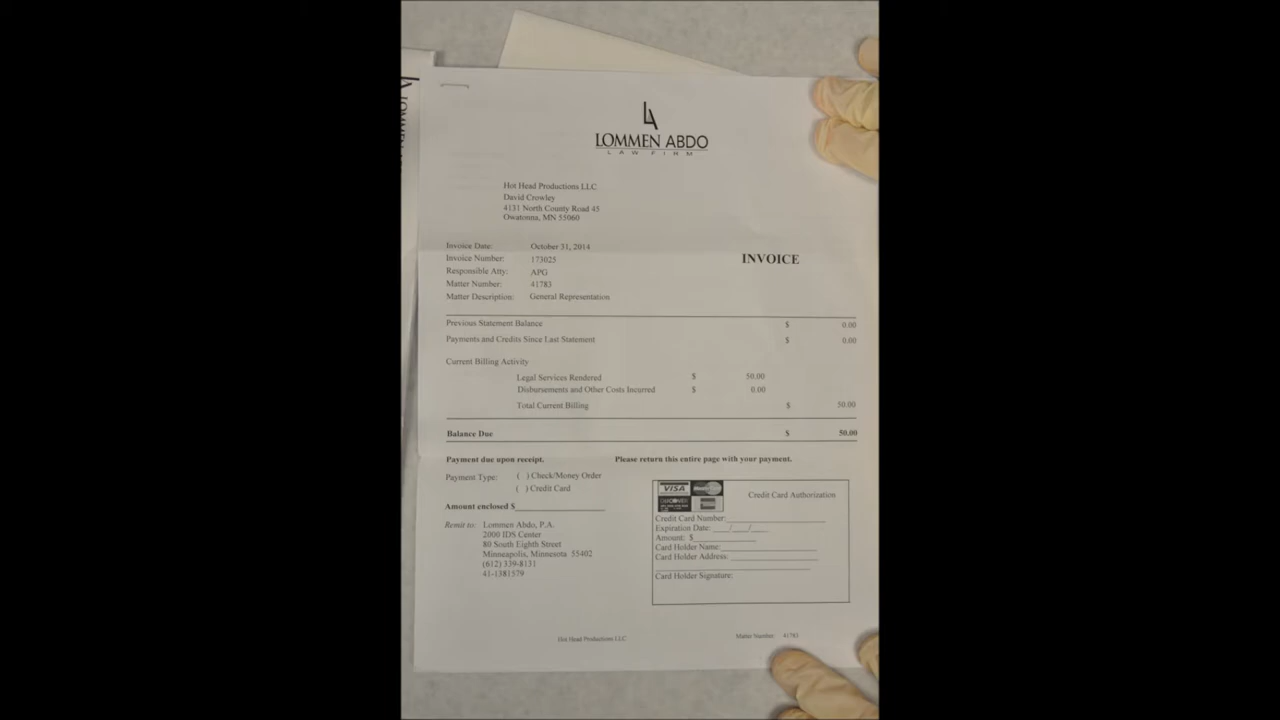 LA
LOMMEN ABDO
LAW FIRM
Hot Head Productions LLC
David Crowley
4131 North County Road 45
Owatonna, MN 55060
Invoice Date: October 31, 2014
Invoice Number: 173025
INVOICE
Responsible Atty: APG
Matter Number: 41783
Matter Description: General Representation
Previous Statement Balance $ 0.00
Payments and Credits Since Last Statement $ 0.00
Current Billing Activity
Legal Services Rendered $ 50.00
Disbursements and Other Costs Incurred $ 0.00
Total Current Billing $ 50.00
Balance Due $ 50.00
Payment due upon receipt. Please return this entire page with your payment.
Payment Type: ( ) Check/Money Order
( ) Credit Card
Amount enclosed $
Remit to: Lommen Abdo, P.A.
2000 IDS Center
80 South Eighth Street
Minneapolis, Minnesota 55402
(612) 339-8131
41-1381579
VISA MasterCard
DISCOVER
Credit Card Authorization
Credit Card Number:
Expiration Date: / /
Amount: $
Card Holder Name:
Card Holder Address:
Card Holder Signature:
Hot Head Productions LLC Matter Number: 41783